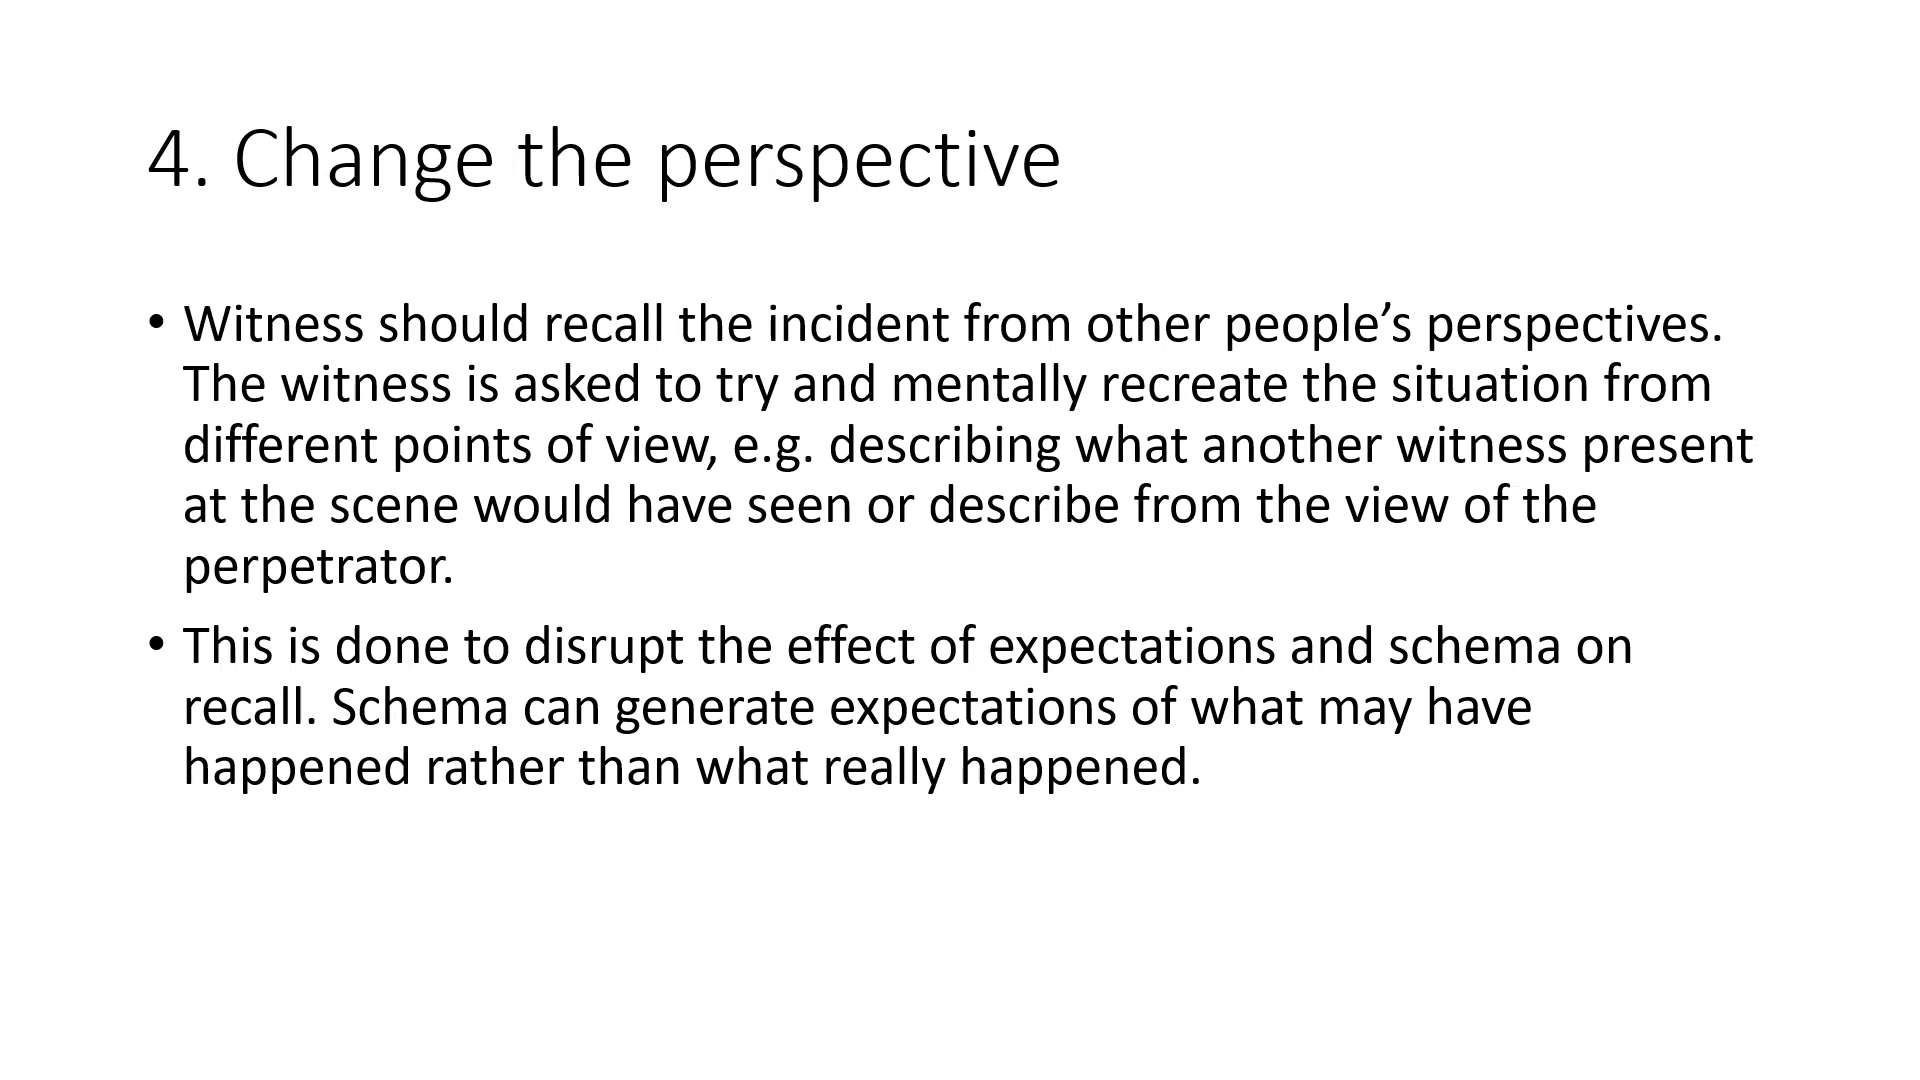 4. Change the perspective
• Witness should recall the incident from other people’s perspectives.
The witness is asked to try and mentally recreate the situation from
different points of view, e.g. describing what another witness present
at the scene would have seen or describe from the view of the
perpetrator.
• This is done to disrupt the effect of expectations and schema on
recall. Schema can generate expectations of what may have
happened rather than what really happened.